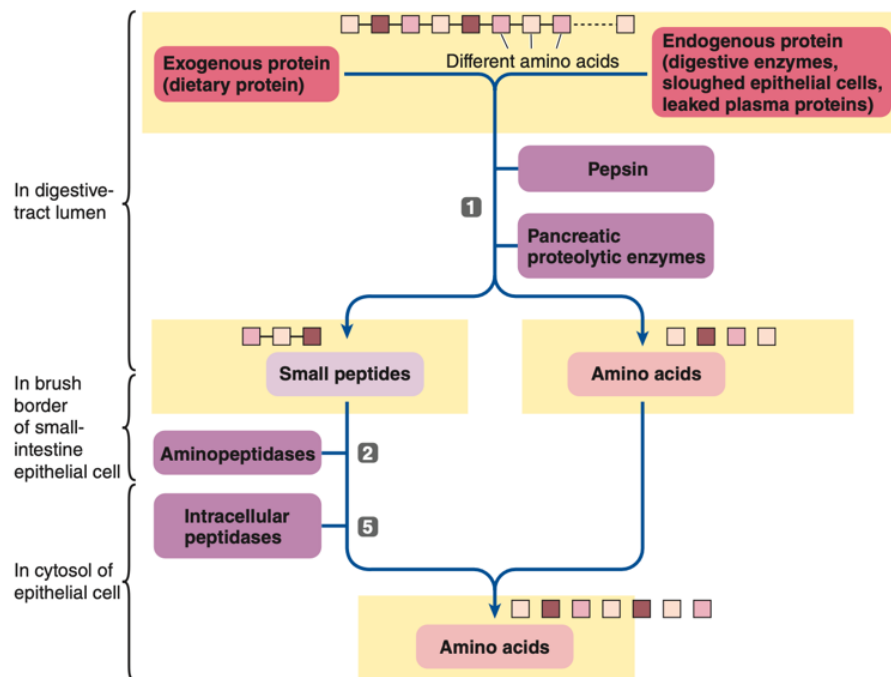 Exogenous protein
(dietary protein)
Different amino acids
Endogenous protein
(digestive enzymes,
sloughed epithelial cells,
leaked plasma proteins)
In digestive-
tract lumen
1
Pepsin
Pancreatic
proteolytic enzymes
Small peptides
Amino acids
In brush
border
of small-
intestine
epithelial cell
Aminopeptidases
2
Intracellular
peptidases
5
In cytosol of
epithelial cell
Amino acids